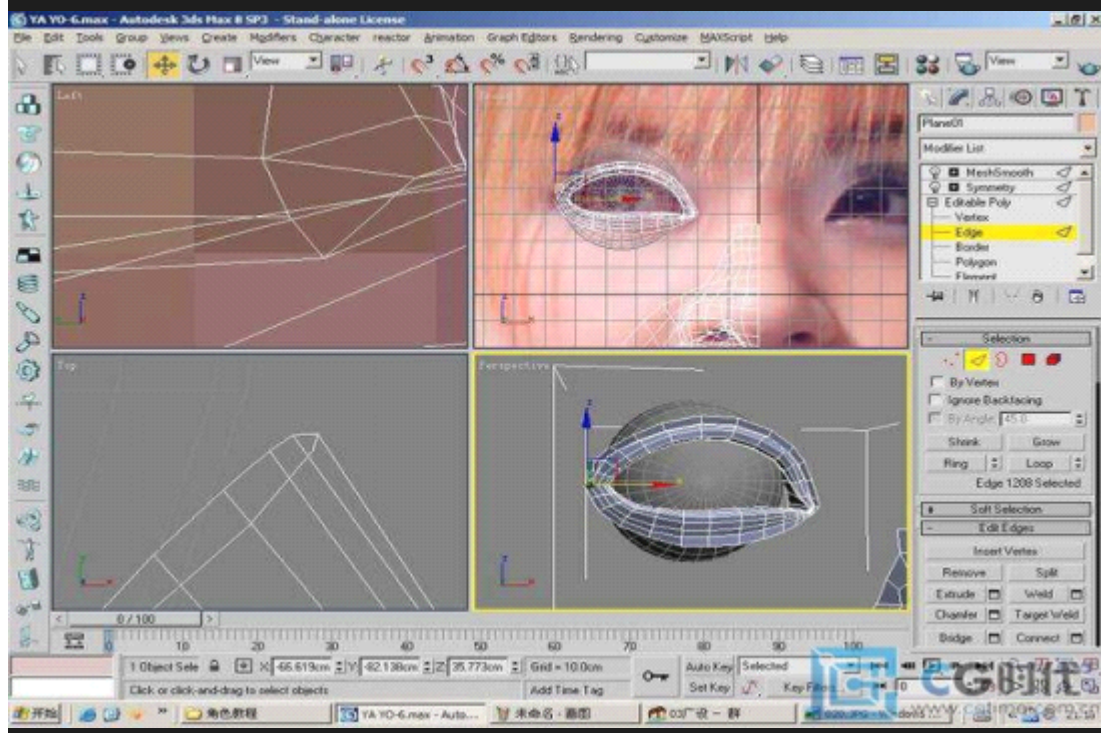 YA YO-6.max - Autodesk 3ds Max 8 SP3 - Stand-alone License
File Edit Tools Group Views Create Modifiers Character reactor Animation Graph Editors Rendering Customize MAXScript Help
View
View
Left
Plane01
Modifier List
MeshSmooth
Symmetry
Editable Poly
Vertex
Edge
Border
Polygon
Element
Selection
By Vertex
Ignore Backfacing
By Angle: 45.0
Shrink Grow
Ring Loop
Edge 1208 Selected
Soft Selection
Edit Edges
Insert Vertex
Remove Split
Extrude Weld
Chamfer Target Weld
Bridge Connect
Top
Perspective
0 / 100
0 10 20 30 40 50 60 70 80 90 100
1 Object Sele X: -65.619cm Y: -82.138cm Z: 35.773cm Grid = 10.0cm Auto Key Selected
Click or click-and-drag to select objects Add Time Tag Set Key Key
CG时代
www.cgtimo.com.cn
开始 角色教程 YA YO-6.max - Auto... 未命名 - 画图